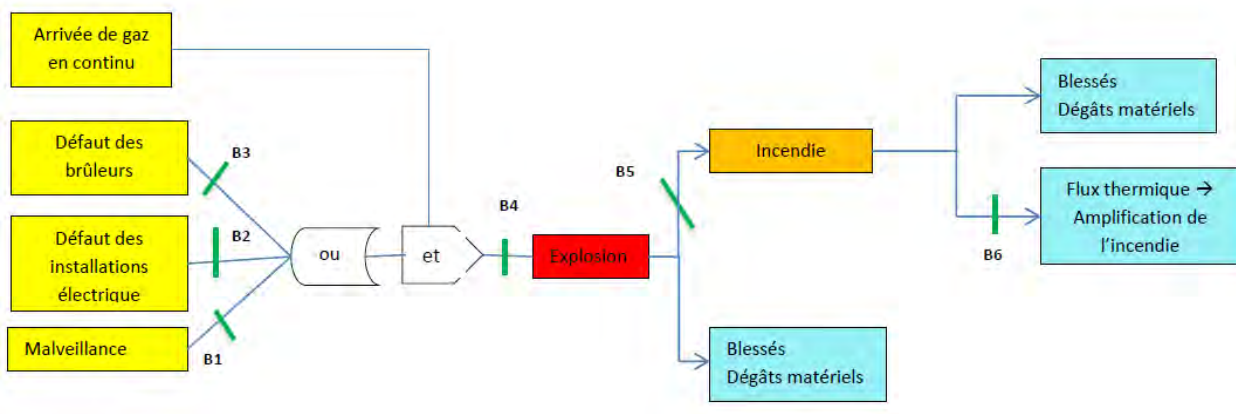 Arrivée de gaz
en continu
Défaut des
brûleurs
B3
Défaut des
installations
électrique
B2
Malveillance
B1
ou
et
B4
Explosion
B5
Incendie
Blessés
Dégâts matériels
Flux thermique →
Amplification de
l'incendie
B6
Blessés
Dégâts matériels